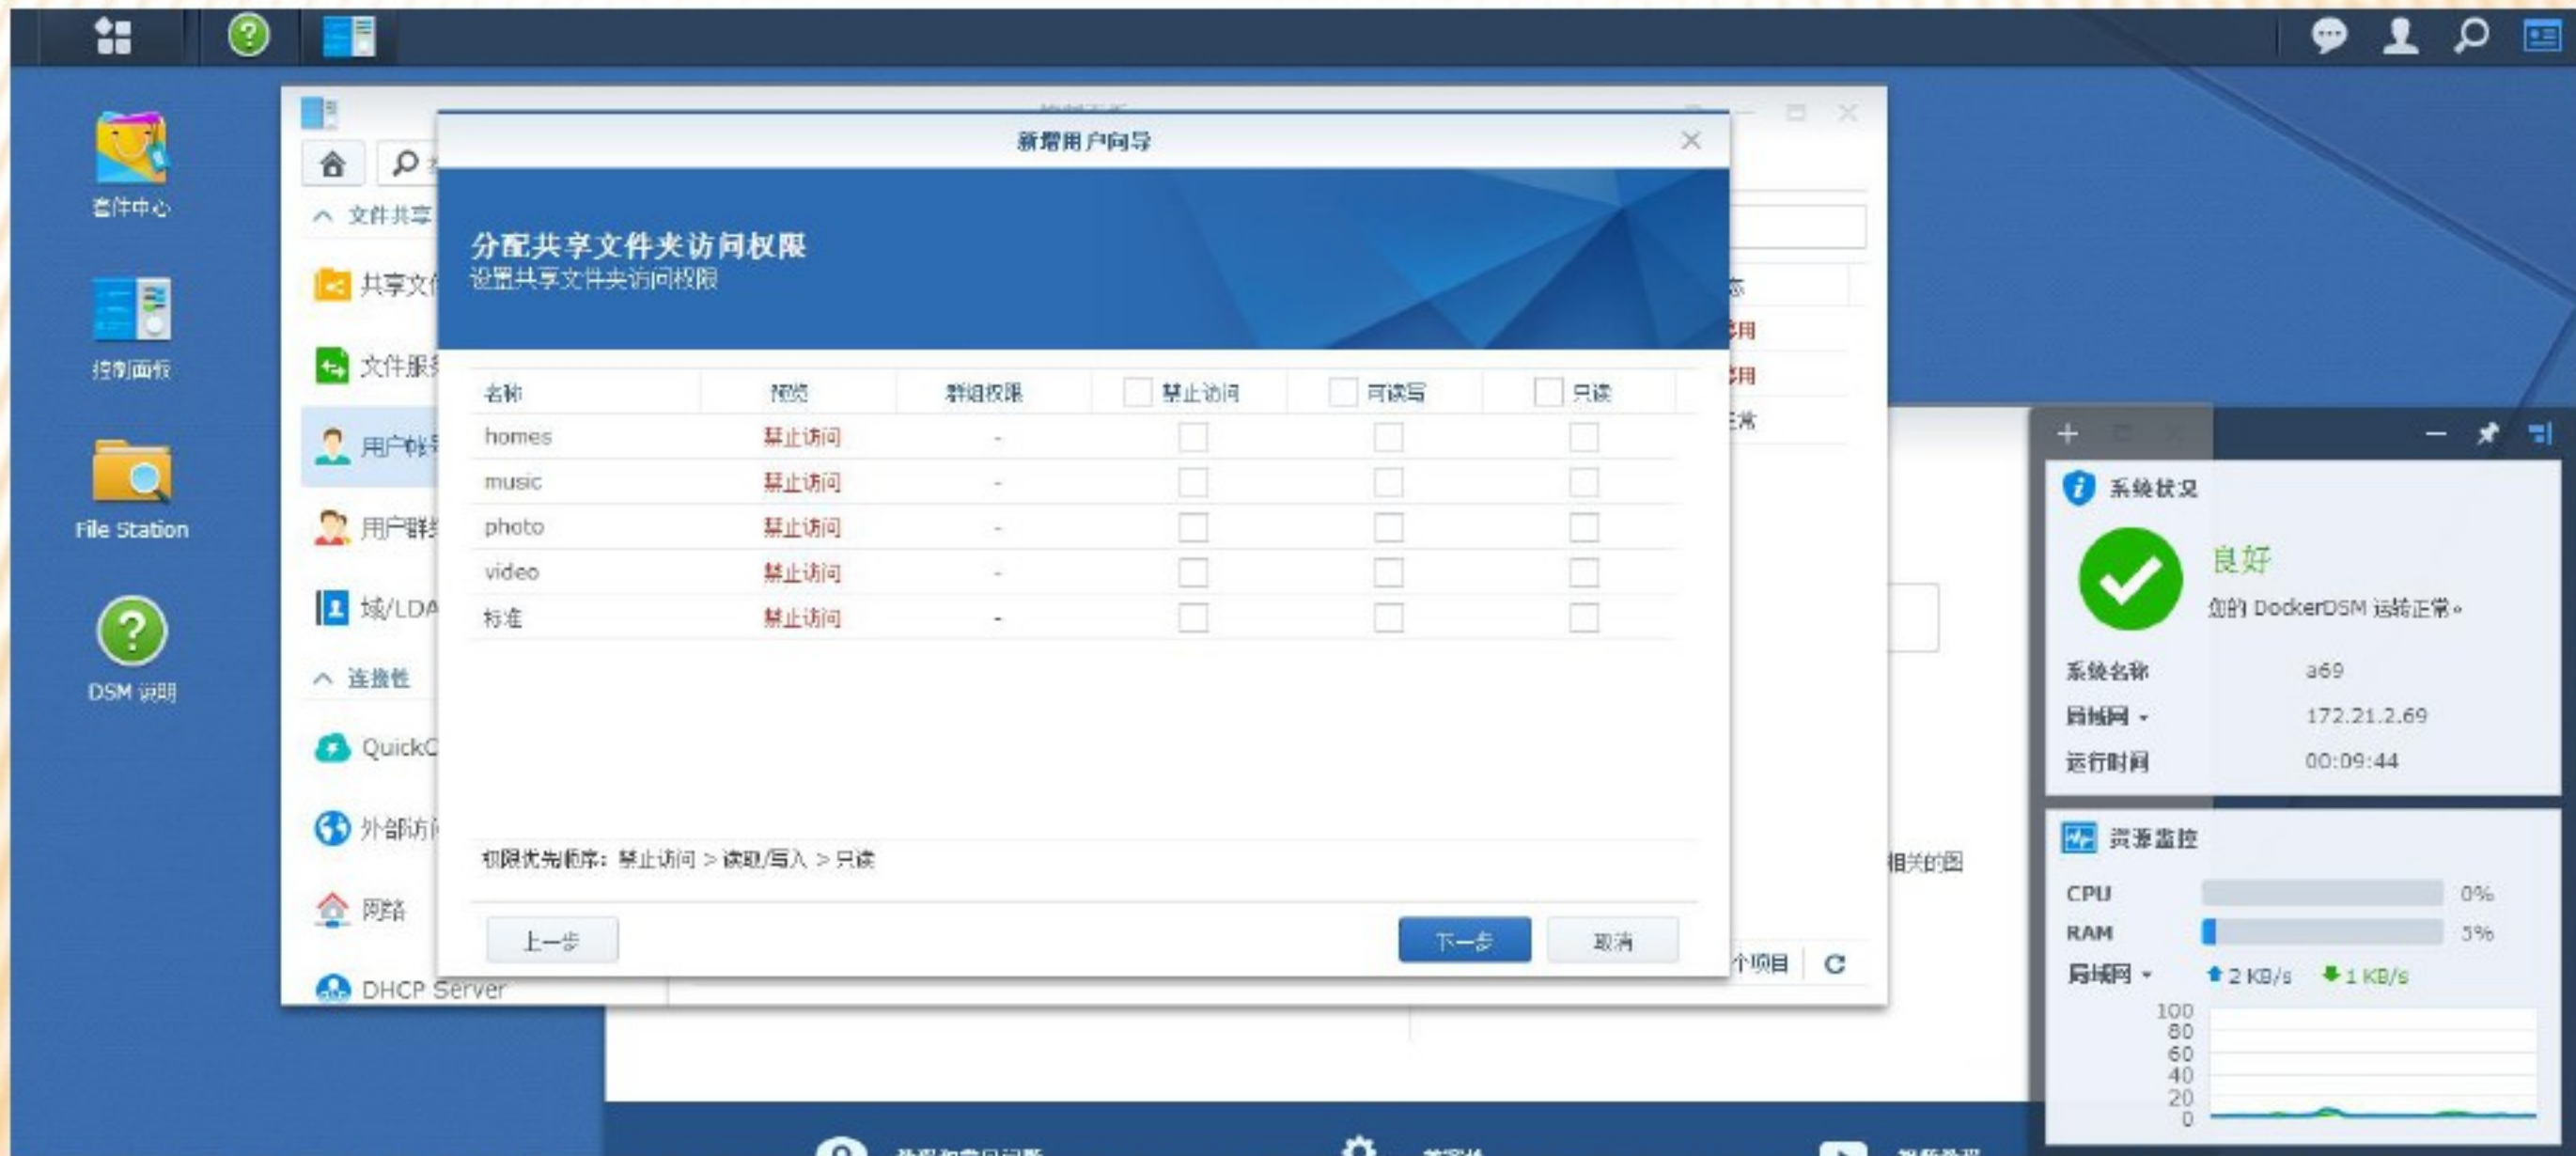 新增用户向导
套件中心
控制面板
File Station
DSM 说明
文件共享
共享文
文件服
用户帐
用户群
域/LDA
连接性
QuickC
外部访
网络
DHCP Server
分配共享文件夹访问权限
设置共享文件夹访问权限
名称 预览 群组权限 禁止访问 可读写 只读
homes 禁止访问 -
music 禁止访问 -
photo 禁止访问 -
video 禁止访问 -
标准 禁止访问 -
权限优先顺序: 禁止访问 > 读取/写入 > 只读
上一步 下一步 取消
用
用
常
个项目
相关的图
系统状况
良好
您的 DockerDSM 运转正常。
系统名称 a69
局域网 172.21.2.69
运行时间 00:09:44
资源监控
CPU 0%
RAM 5%
局域网 2 KB/s 1 KB/s
100
80
60
40
20
0